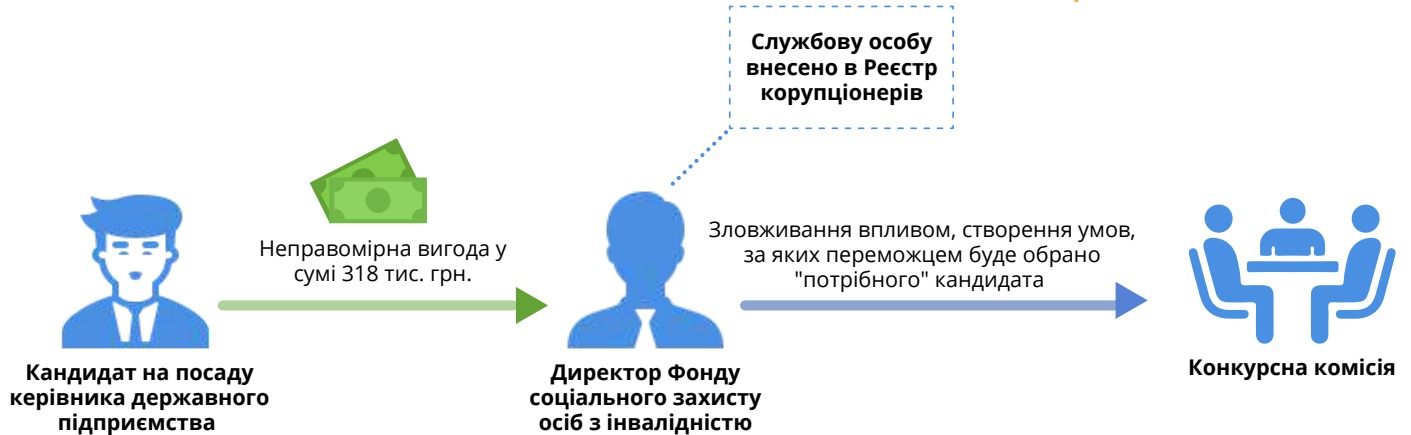 Службову особу
внесено в Реєстр
корупціонерів
Неправомірна вигода у
сумі 318 тис. грн.
Зловживання впливом, створення умов,
за яких переможцем буде обрано
"потрібного" кандидата
Кандидат на посаду
керівника державного
підприємства
Директор Фонду
соціального захисту
осіб з інвалідністю
Конкурсна комісія